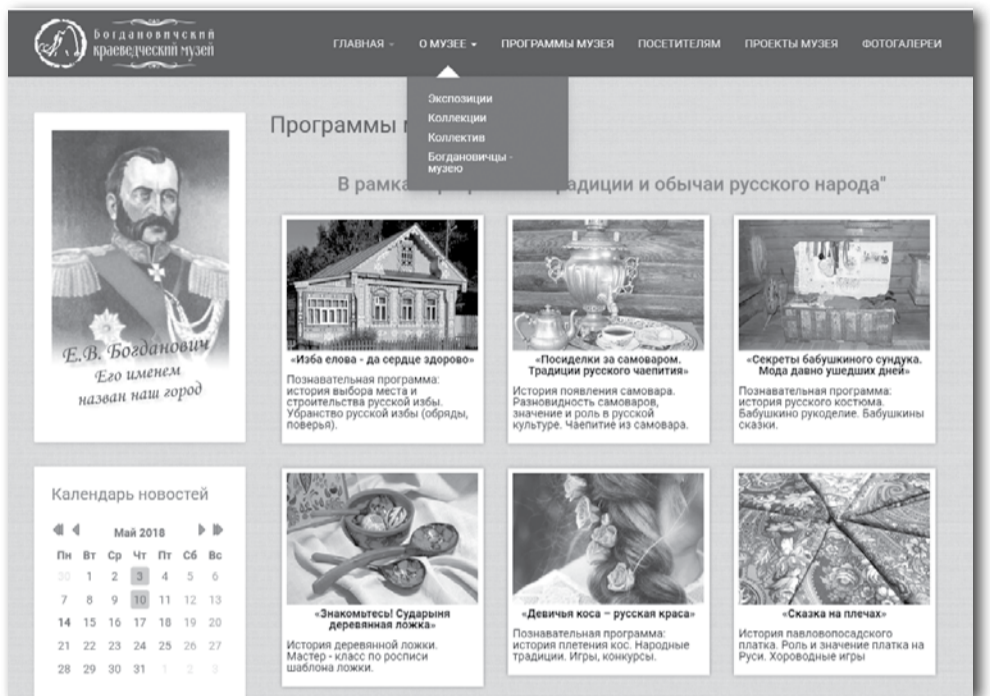 Богдановичский
краеведческий музей
ГЛАВНАЯ
О МУЗЕЕ
ПРОГРАММЫ МУЗЕЯ
ПОСЕТИТЕЛЯМ
ПРОЕКТЫ МУЗЕЯ
ФОТОГАЛЕРЕИ
Экспозиции
Коллекции
Коллектив
Богдановичцы -
музею
Е.В. Богданович
Его именем
назван наш город
Программы
В рамка радиции и обычаи русского народа"
«Изба елова - да сердце здорово»
Познавательная программа:
история выбора места и
строительства русской избы.
Убранство русской избы (обряды,
поверья).
«Посиделки за самоваром.
Традиции русского чаепития»
История появления самовара.
Разновидность самоваров,
значение и роль в русской
культуре. Чаепитие из самовара.
«Секреты бабушкиного сундука.
Мода давно ушедших дней»
Познавательная программа:
история русского костюма.
Бабушкино рукоделие. Бабушкины
сказки.
«Знакомьтесь! Сударыня
деревянная ложка»
История деревянной ложки.
Мастер - класс по росписи
шаблона ложки.
«Девичья коса – русская краса»
Познавательная программа:
история плетения кос. Народные
традиции. Игры, конкурсы.
«Сказка на плечах»
История павловопосадского
платка. Роль и значение платка на
Руси. Хороводные игры
Календарь новостей
Май 2018
Пн Вт Ср Чт Пт Сб Вс
30 1 2 3 4 5 6
7 8 9 10 11 12 13
14 15 16 17 18 19 20
21 22 23 24 25 26 27
28 29 30 31 1 2 3